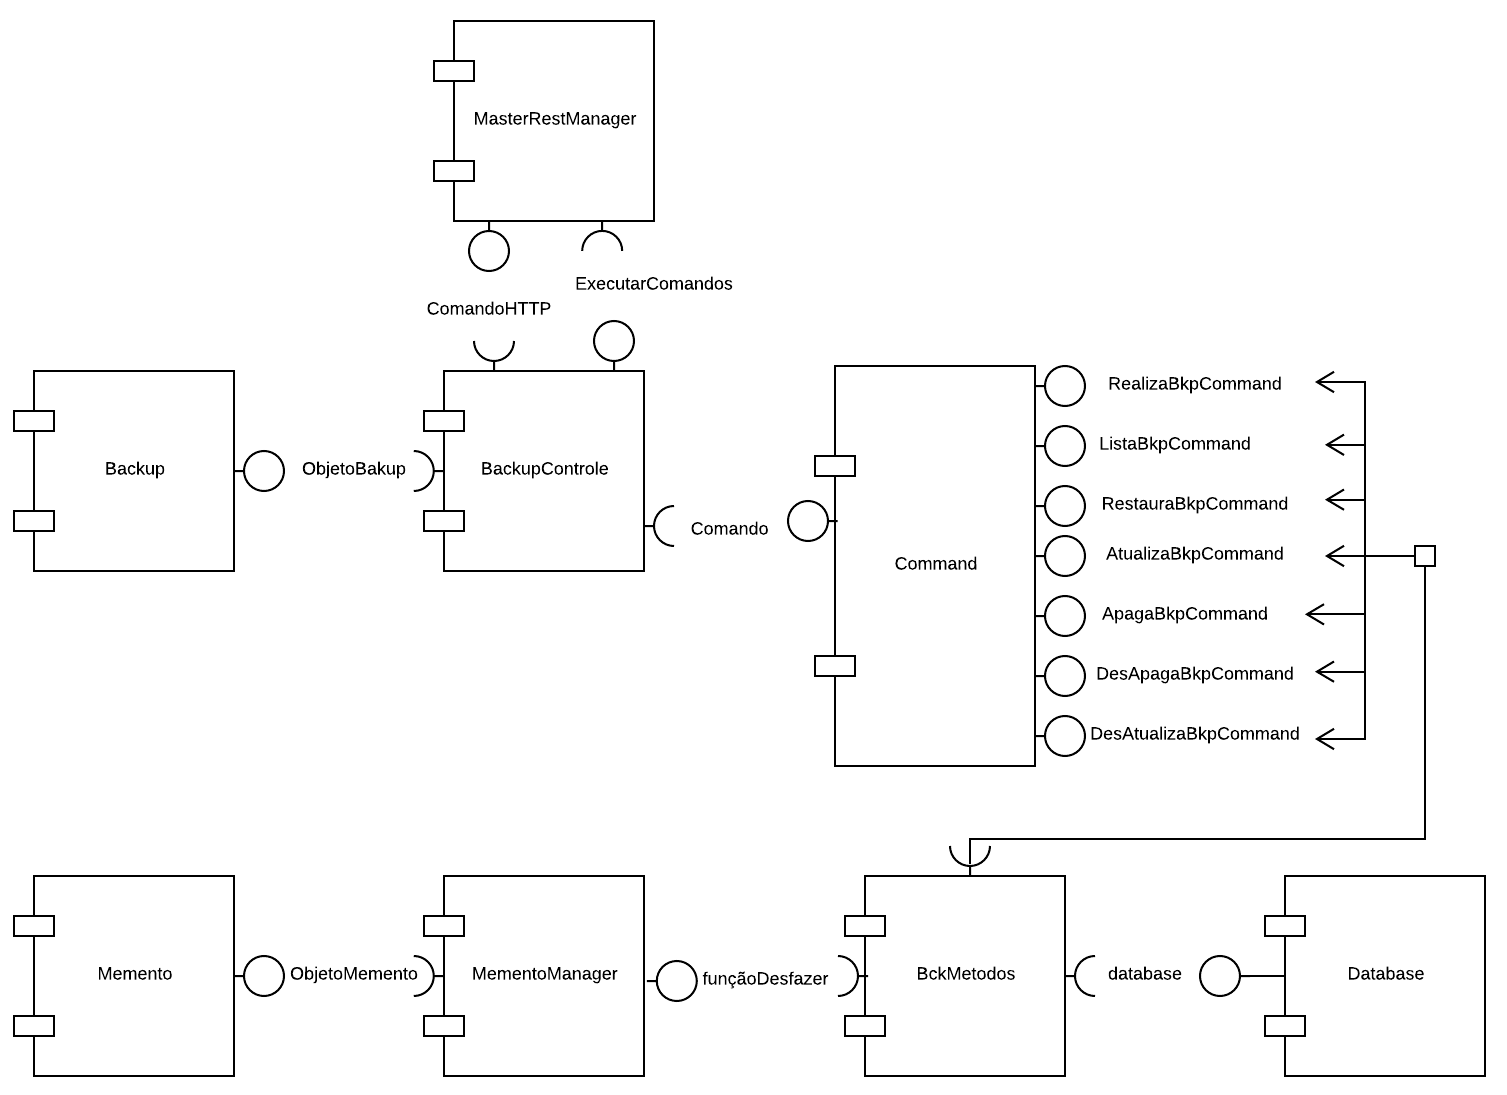 MasterRestManager
ExecutarComandos
ComandoHTTP
Backup
ObjetoBakup
BackupControle
Comando
Command
RealizaBkpCommand
ListaBkpCommand
RestauraBkpCommand
AtualizaBkpCommand
ApagaBkpCommand
DesApagaBkpCommand
DesAtualizaBkpCommand
Memento
ObjetoMemento
MementoManager
funçãoDesfazer
BckMetodos
database
Database